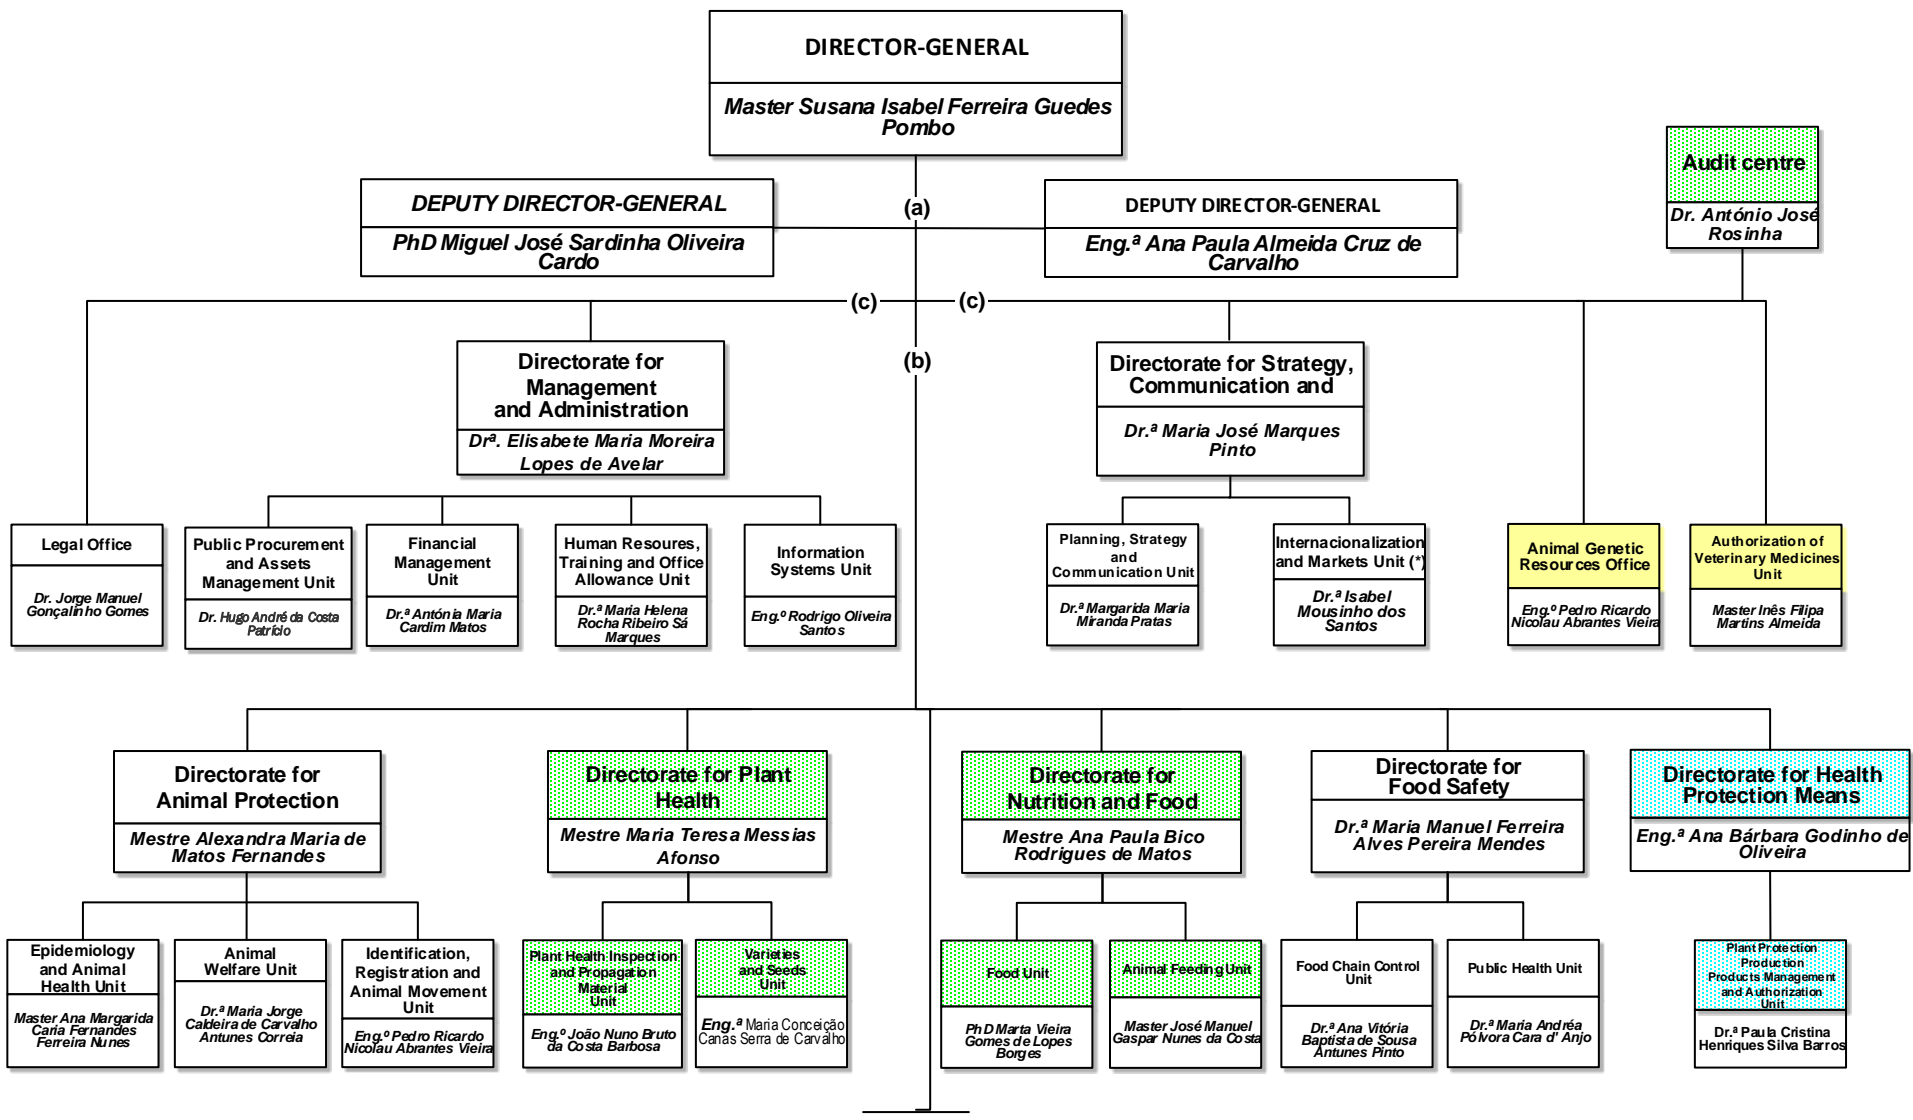 DIRECTOR-GENERAL
Master Susana Isabel Ferreira Guedes
Pombo
Audit centre
Dr. António José
Rosinha
DEPUTY DIRECTOR-GENERAL
PhD Miguel José Sardinha Oliveira
Cardo
(a)
DEPUTY DIRECTOR-GENERAL
Eng.ª Ana Paula Almeida Cruz de
Carvalho
(c)
(c)
(b)
Directorate for
Management
and Administration
Drª. Elisabete Maria Moreira
Lopes de Avelar
Directorate for Strategy,
Communication and
Dr.ª Maria José Marques
Pinto
Legal Office
Dr. Jorge Manuel
Gonçalinho Gomes
Public Procurement
and Assets
Management Unit
Dr. Hugo André da Costa
Patrício
Financial
Management
Unit
Dr.ª Antónia Maria
Cardim Matos
Human Resoures,
Training and Office
Allowance Unit
Dr.ª Maria Helena
Rocha Ribeiro Sá
Marques
Information
Systems Unit
Eng.º Rodrigo Oliveira
Santos
Planning, Strategy
and
Communication Unit
Dr.ª Margarida Maria
Miranda Pratas
Internacionalization
and Markets Unit (*)
Dr.ª Isabel
Mousinho dos
Santos
Animal Genetic
Resources Office
Eng.º Pedro Ricardo
Nicolau Abrantes Vieira
Authorization of
Veterinary Medicines
Unit
Master Inês Filipa
Martins Almeida
Directorate for
Animal Protection
Mestre Alexandra Maria de
Matos Fernandes
Directorate for Plant
Health
Mestre Maria Teresa Messias
Afonso
Directorate for
Nutrition and Food
Mestre Ana Paula Bico
Rodrigues de Matos
Directorate for
Food Safety
Dr.ª Maria Manuel Ferreira
Alves Pereira Mendes
Directorate for Health
Protection Means
Eng.ª Ana Bárbara Godinho de
Oliveira
Epidemiology
and Animal
Health Unit
Master Ana Margarida
Caria Fernandes
Ferreira Nunes
Animal
Welfare Unit
Dr.ª Maria Jorge
Caldeira de Carvalho
Antunes Correia
Identification,
Registration and
Animal Movement
Unit
Eng.º Pedro Ricardo
Nicolau Abrantes Vieira
Plant Health Inspection
and Propagation
Material
Unit
Eng.º João Nuno Bruto
da Costa Barbosa
Varieties
and Seeds
Unit
Eng.ª Maria Conceição
Canas Serra de Carvalho
Food Unit
PhD Marta Vieira
Gomes de Lopes
Borges
Animal Feeding Unit
Master José Manuel
Gaspar Nunes da Costa
Food Chain Control
Unit
Dr.ª Ana Vitória
Baptista de Sousa
Antunes Pinto
Public Health Unit
Dr.ª Maria Andréa
Pólvora Cara d' Anjo
Plant Protection
Production
Products Management
and Authorization
Unit
Dr.ª Paula Cristina
Henriques Silva Barros